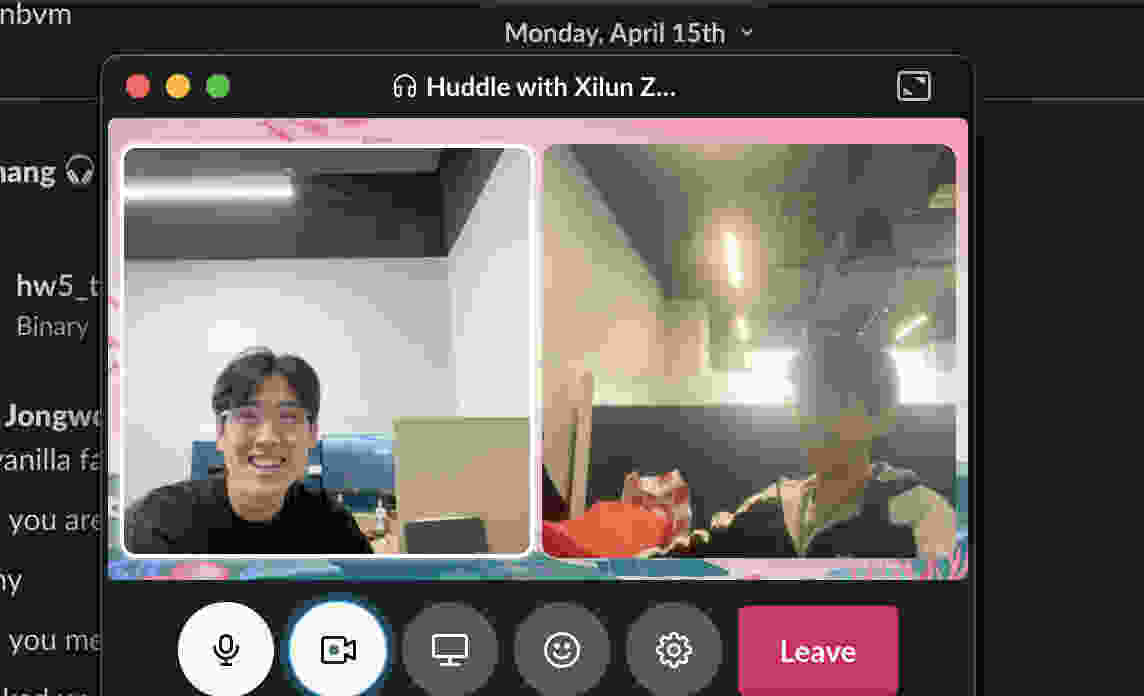 nbvm
Monday, April 15th
Huddle with Xilun Z...
hang
hw5_t
Binary
Jongwo
vanilla fa
you are
ny
you me
Leave